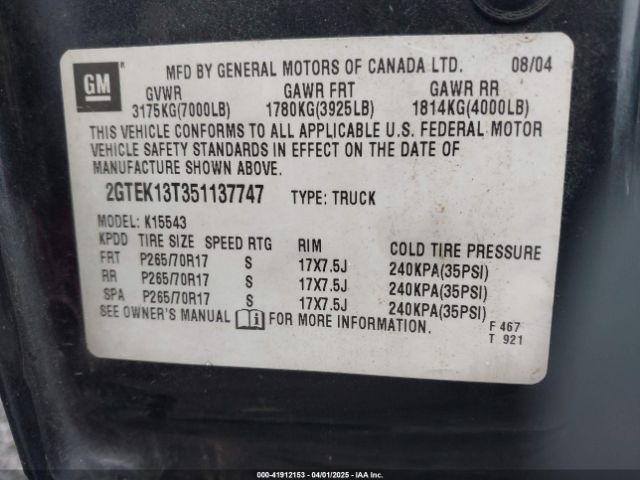 GM
MFD BY GENERAL MOTORS OF CANADA LTD. 08/04
GVWR GAWR FRT GAWR RR
3175KG(7000LB) 1780KG(3925LB) 1814KG(4000LB)
THIS VEHICLE CONFORMS TO ALL APPLICABLE U.S. FEDERAL MOTOR
VEHICLE SAFETY STANDARDS IN EFFECT ON THE DATE OF
MANUFACTURE SHOWN ABOVE.
2GTEK13T351137747 TYPE: TRUCK
MODEL: K15543
KPDD TIRE SIZE SPEED RTG RIM COLD TIRE PRESSURE
FRT P265/70R17 S 17X7.5J 240KPA(35PSI)
RR P265/70R17 S 17X7.5J 240KPA(35PSI)
SPA P265/70R17 S 17X7.5J 240KPA(35PSI)
SEE OWNER'S MANUAL FOR MORE INFORMATION.
F 467
T 921
000-41912153 - 04/01/2025 - IAA Inc.